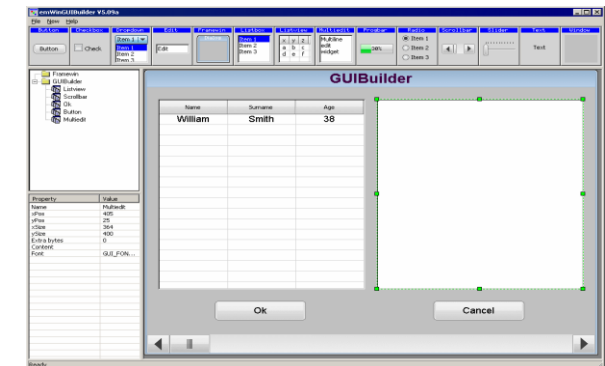 emWinGUIBuilder V5.09a
File New Help
Button Checkbox Dropdown Edit Framewin Listbox Listview Multiedit Progbar Radio Scrollbar Slider Text Window
Button
Check
Item 1
Item 1
Item 2
Item 3
Edit
Item 1
Item 2
Item 3
x y z
a b c
d e f
Multiline
edit
widget
Item 1
Item 2
Item 3
Text
Framewin
GUIBuilder
Listview
Scrollbar
Ok
Button
Multiedit
GUIBuilder
Name Surname Age
William Smith 38
Property Value
Name Multiedit
xPos 405
yPos 25
xSize 364
ySize 400
Extra bytes 0
Content
Font GUI_FON...
Ok
Cancel
Ready